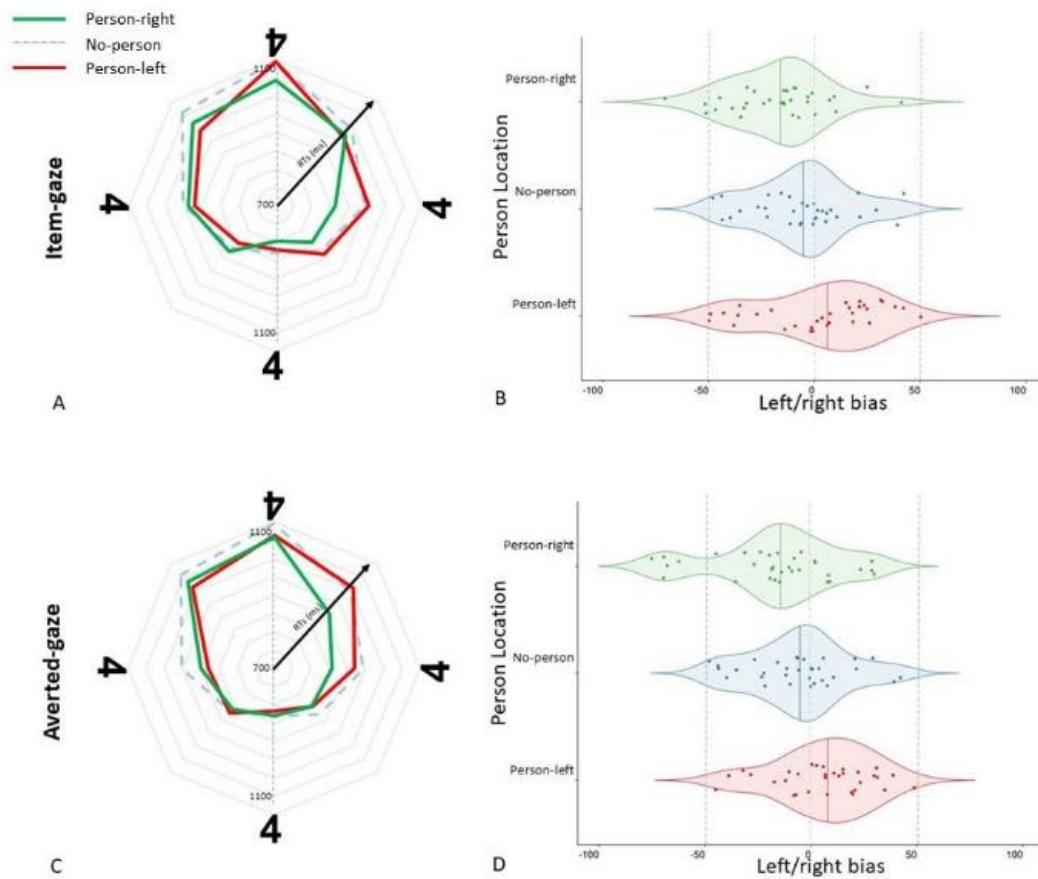 Person-right
No-person
Person-left
Item-gaze
4
1100
RTs (ms)
700
4
4
1100
4
A
Person Location
Person-right
No-person
Person-left
-100
-50
0
50
100
Left/right bias
B
Averted-gaze
4
1100
RTs (ms)
700
4
4
1100
4
C
Person Location
Person-right
No-person
Person-left
-100
-50
0
50
100
Left/right bias
D